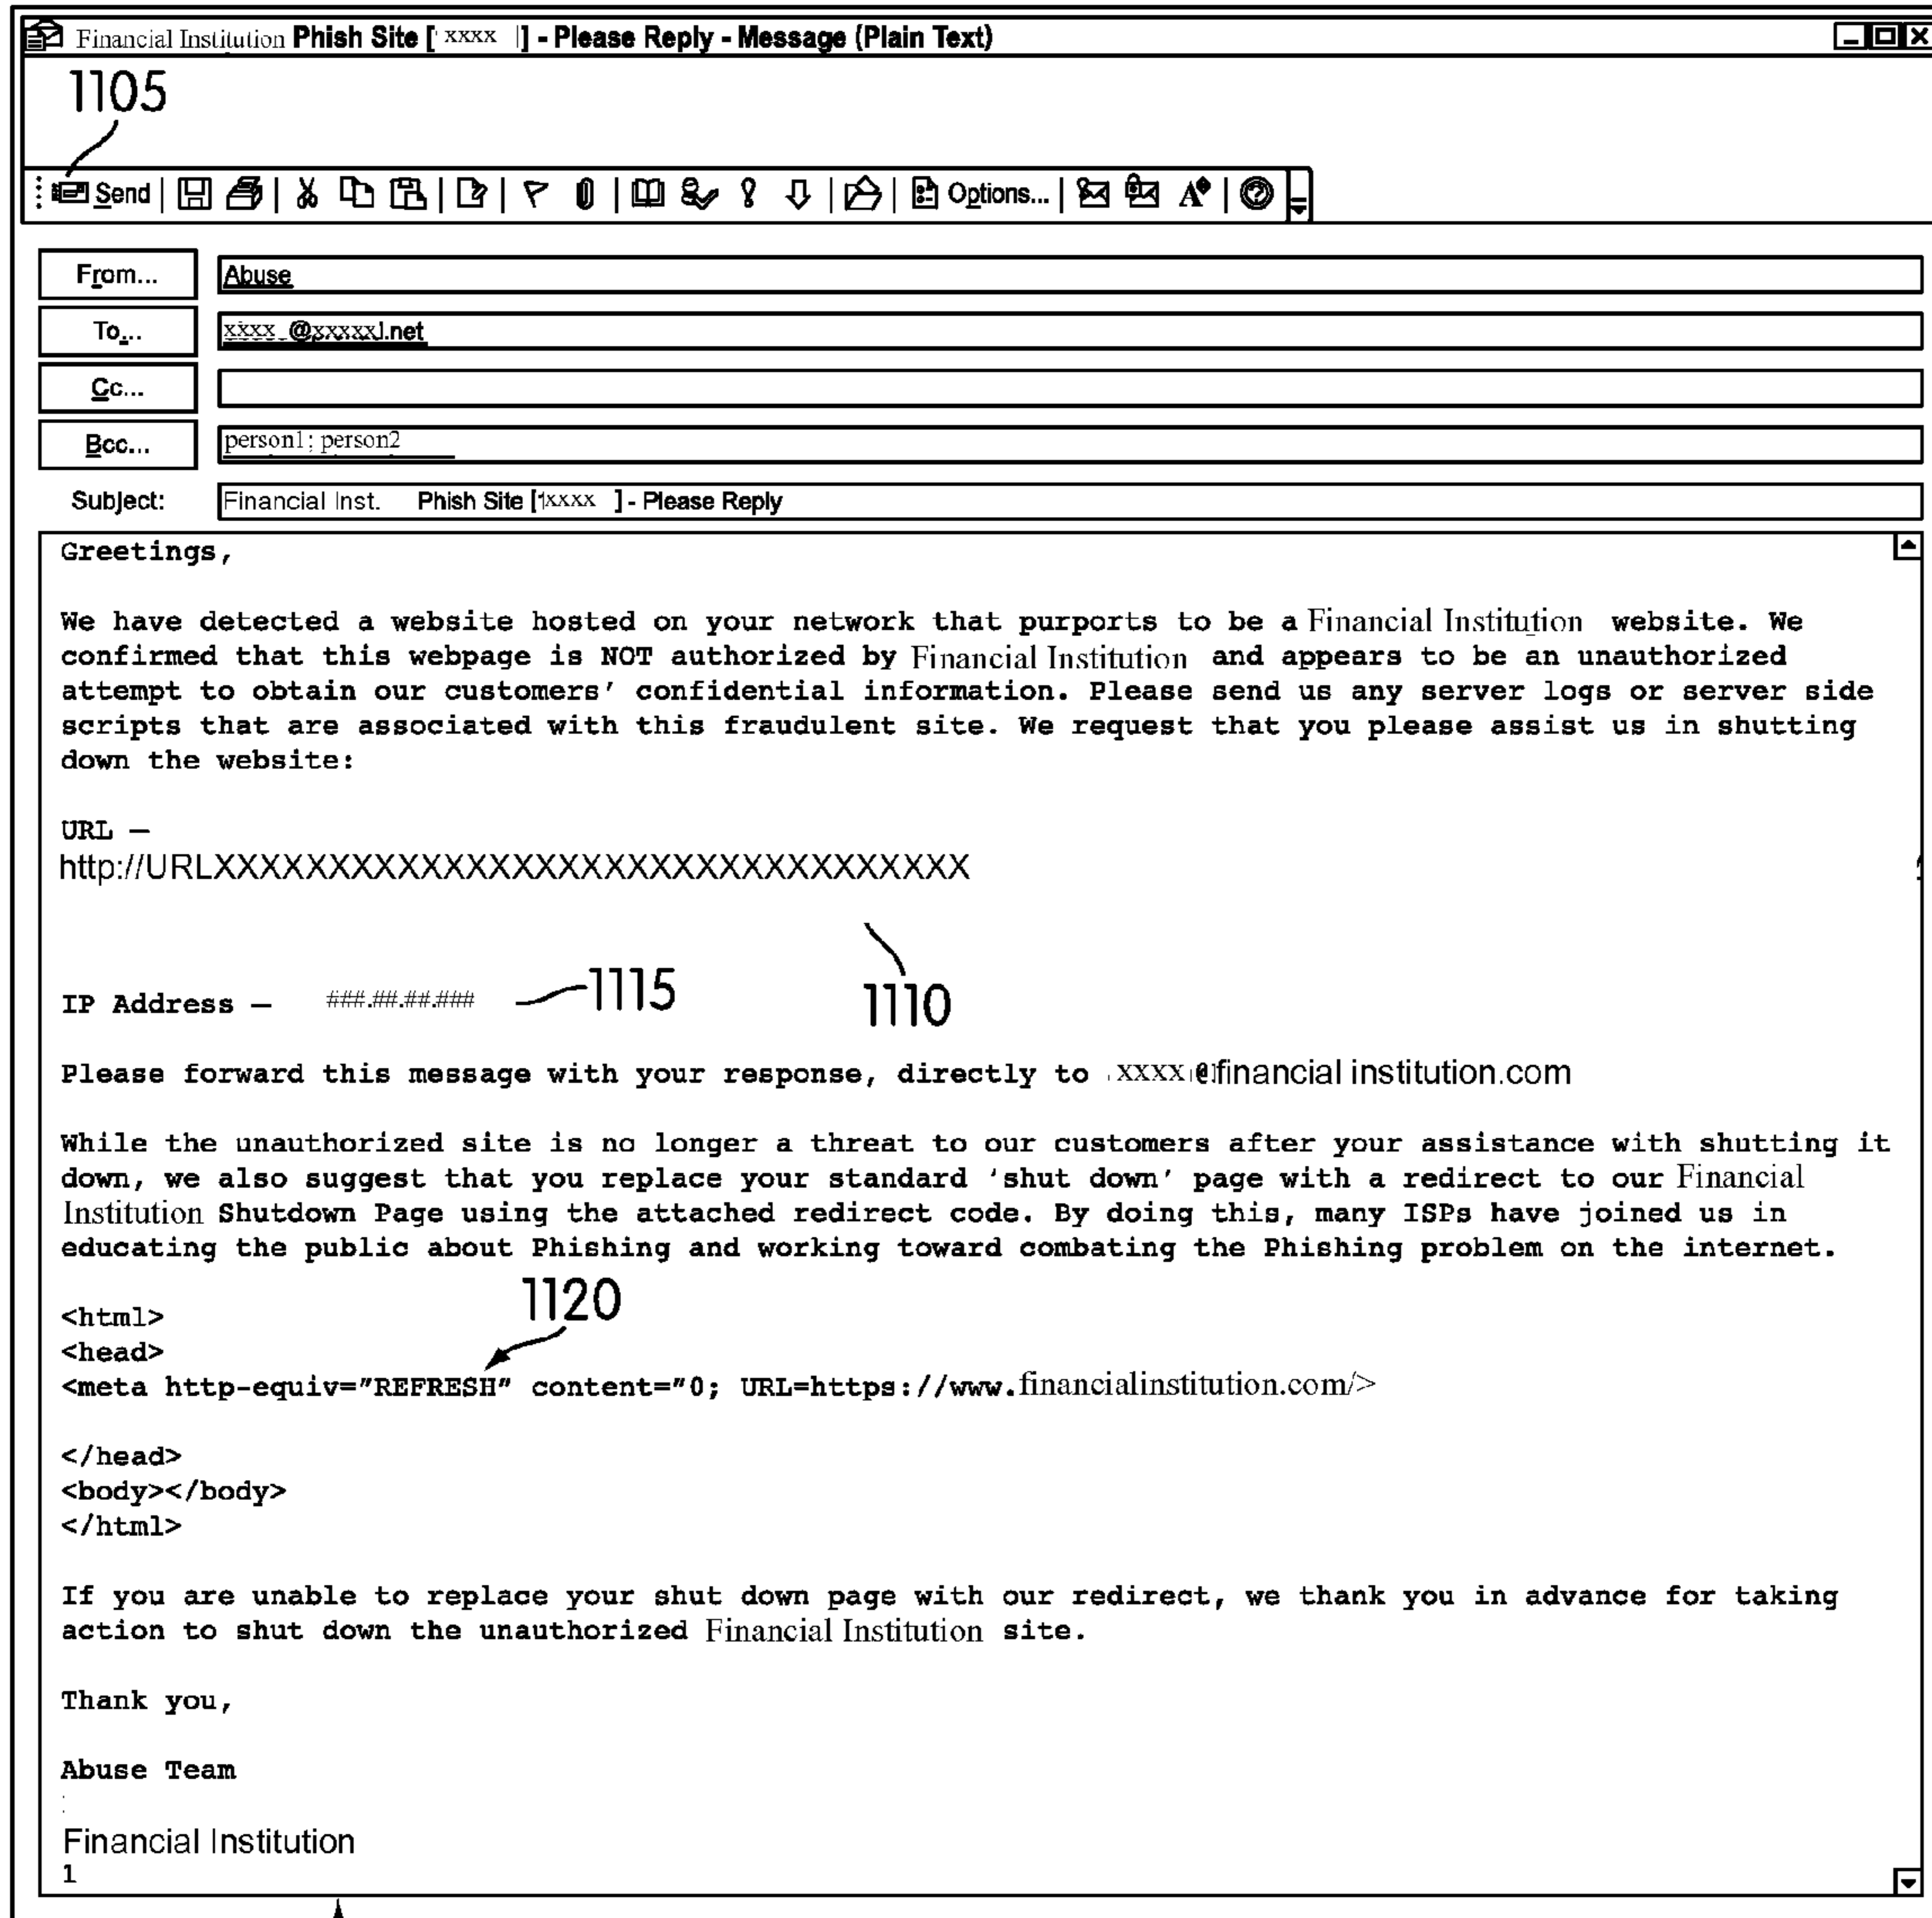 Financial Institution Phish Site [ xxxx ] - Please Reply - Message (Plain Text)
1105
Send Options...
From... Abuse
To... xxxx @xxxxx.net
Cc...
Bcc... person1; person2
Subject: Financial Inst. Phish Site [xxxx ] - Please Reply
Greetings,
We have detected a website hosted on your network that purports to be a Financial Institution website. We
confirmed that this webpage is NOT authorized by Financial Institution and appears to be an unauthorized
attempt to obtain our customers' confidential information. Please send us any server logs or server side
scripts that are associated with this fraudulent site. We request that you please assist us in shutting
down the website:
URL —
http://URLXXXXXXXXXXXXXXXXXXXXXXXXXXXXXXXXX
IP Address — ###.##.##.### 1115
1110
Please forward this message with your response, directly to xxxx@financial institution.com
While the unauthorized site is no longer a threat to our customers after your assistance with shutting it
down, we also suggest that you replace your standard 'shut down' page with a redirect to our Financial
Institution Shutdown Page using the attached redirect code. By doing this, many ISPs have joined us in
educating the public about Phishing and working toward combating the Phishing problem on the internet.
1120
<html>
<head>
<meta http-equiv="REFRESH" content="0; URL=https://www.financialinstitution.com/>
</head>
<body></body>
</html>
If you are unable to replace your shut down page with our redirect, we thank you in advance for taking
action to shut down the unauthorized Financial Institution site.
Thank you,
Abuse Team
Financial Institution
1